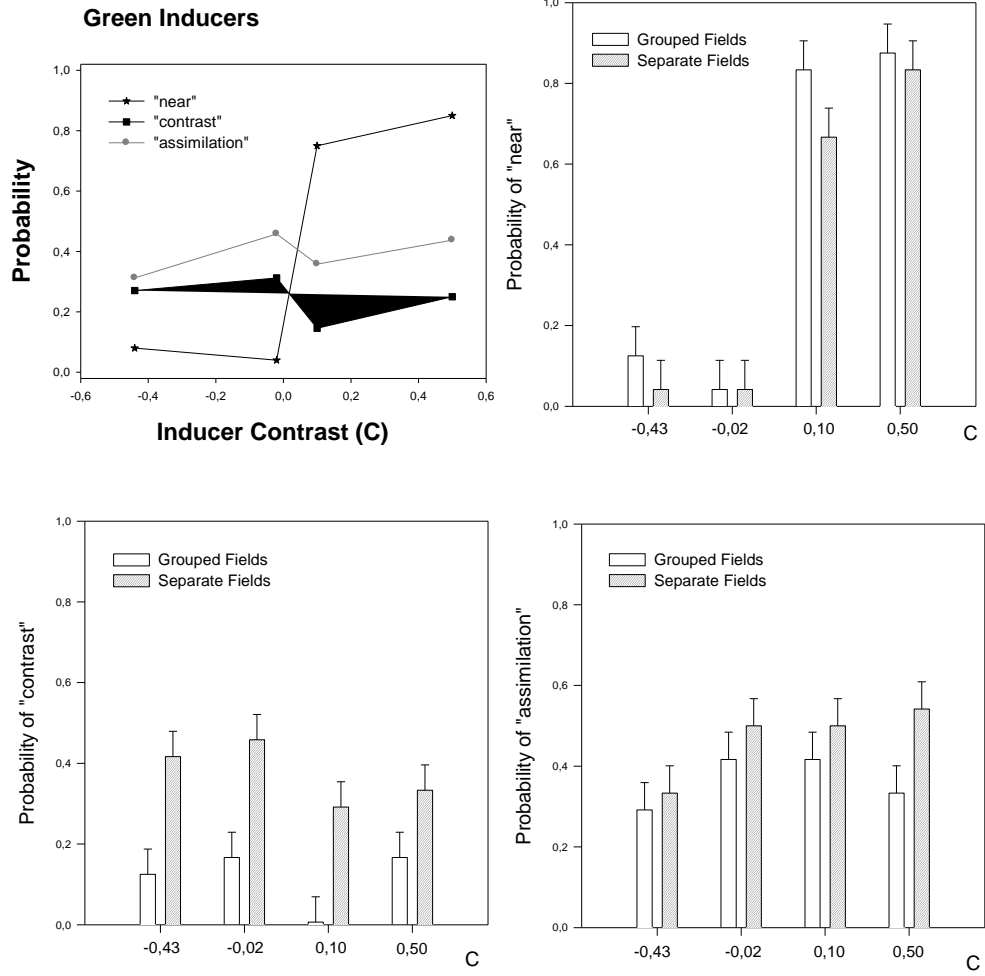 Green Inducers
1,0
0,8
0,6
0,4
0,2
0,0
Probability
"near"
"contrast"
"assimilation"
-0,6 -0,4 -0,2 0,0 0,2 0,4 0,6
Inducer Contrast (C)
1,0
0,8
0,6
0,4
0,2
0,0
Probability of "near"
Grouped Fields
Separate Fields
-0,43 -0,02 0,10 0,50 C
1,0
0,8
0,6
0,4
0,2
0,0
Probability of "contrast"
Grouped Fields
Separate Fields
-0,43 -0,02 0,10 0,50 C
1,0
0,8
0,6
0,4
0,2
0,0
Probability of "assimilation"
Grouped Fields
Separate Fields
-0,43 -0,02 0,10 0,50 C